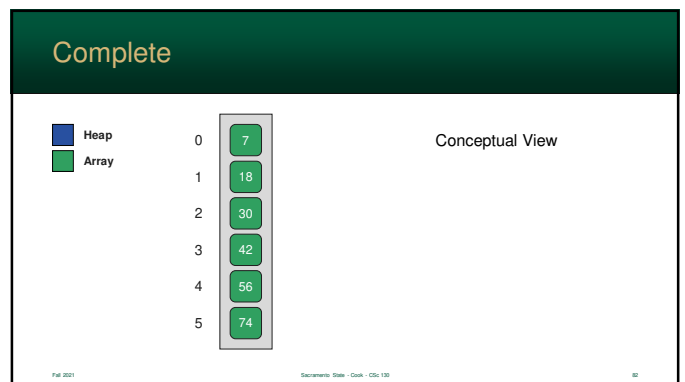 Complete
Heap
Array
Conceptual View
0 7
1 18
2 30
3 42
4 56
5 74
Fall 2021 Sacramento State - Cook - CSc 130 82